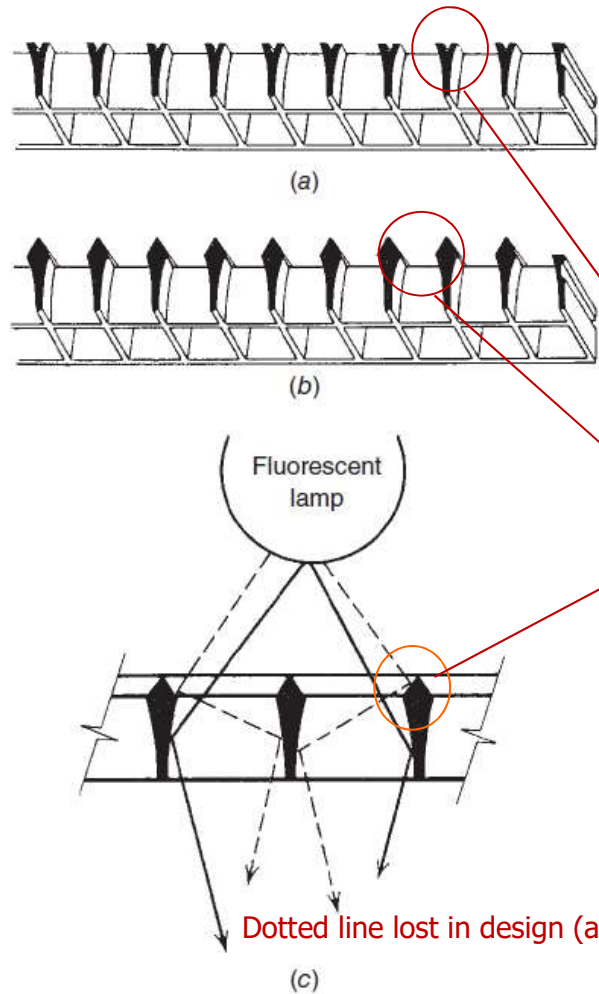 (a)
(b)
Fluorescent
lamp
Dotted line lost in design (a
(c)